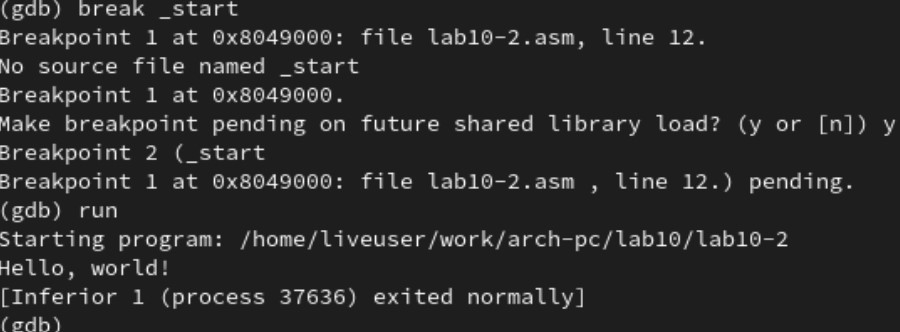 (gdb) break _start
Breakpoint 1 at 0x8049000: file lab10-2.asm, line 12.
No source file named _start
Breakpoint 1 at 0x8049000.
Make breakpoint pending on future shared library load? (y or [n]) y
Breakpoint 2 (_start
Breakpoint 1 at 0x8049000: file lab10-2.asm , line 12.) pending.
(gdb) run
Starting program: /home/liveuser/work/arch-pc/lab10/lab10-2
Hello, world!
[Inferior 1 (process 37636) exited normally]
(gdb)